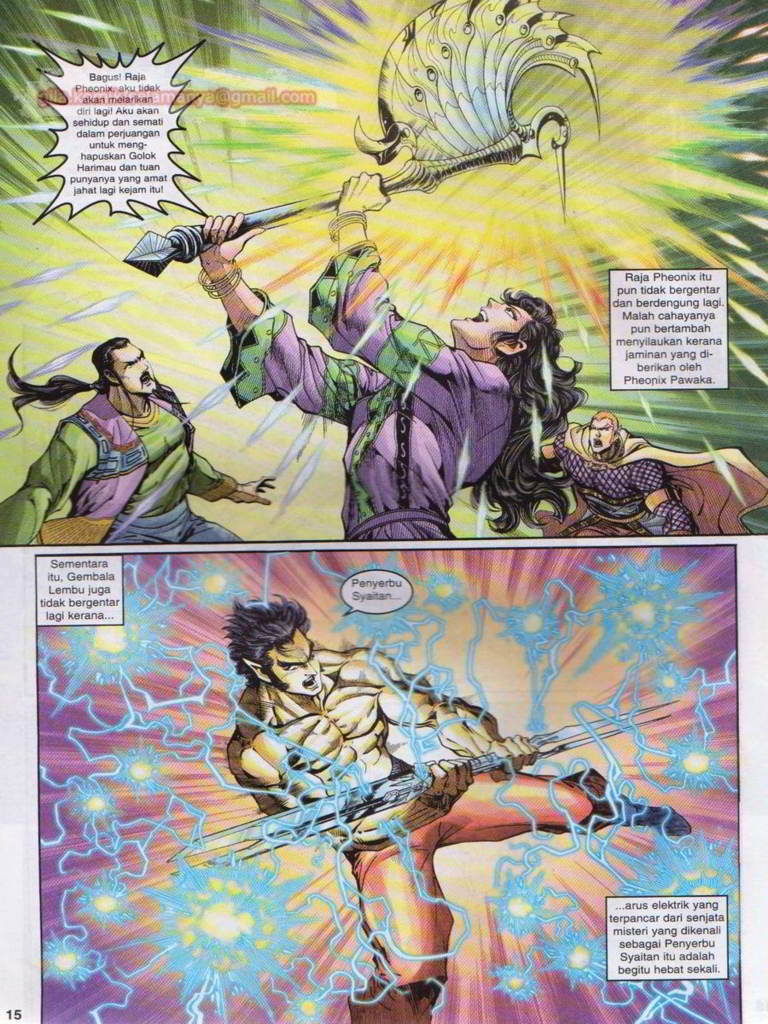 Bagus! Raja
Pheonix, aku tidak
akan melarikan
diri lagi! Aku akan
sehidup dan semati
dalam perjuangan
untuk meng-
hapuskan Golok
Harimau dan tuan
punyanya yang amat
jahat lagi kejam itu!
Raja Pheonix itu
pun tidak bergentar
dan berdengung lagi.
Malah cahayanya
pun bertambah
menyilaukan kerana
jaminan yang di-
berikan oleh
Pheonix Pawaka.
Sementara
itu, Gembala
Lembu juga
tidak bergentar
lagi kerana...
Penyerbu
Syaitan...
...arus elektrik yang
terpancar dari senjata
misteri yang dikenali
sebagai Penyerbu
Syaitan itu adalah
begitu hebat sekali.
15